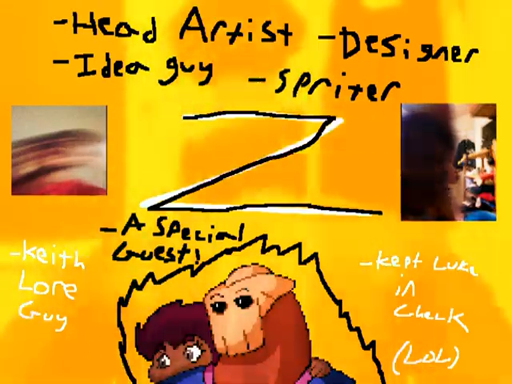 -Head Artist -Designer
-Idea guy -Spriter
Z
-A Special
Guest!
-Keith
Lore
Guy
-Kept Luke
in
Check
(LOL)